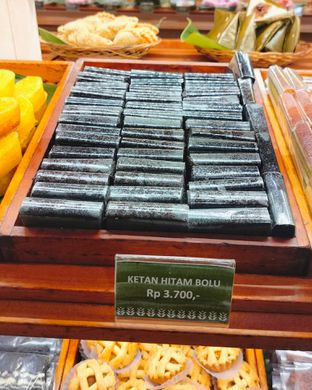 KETAN HITAM BOLU
Rp 3.700,-